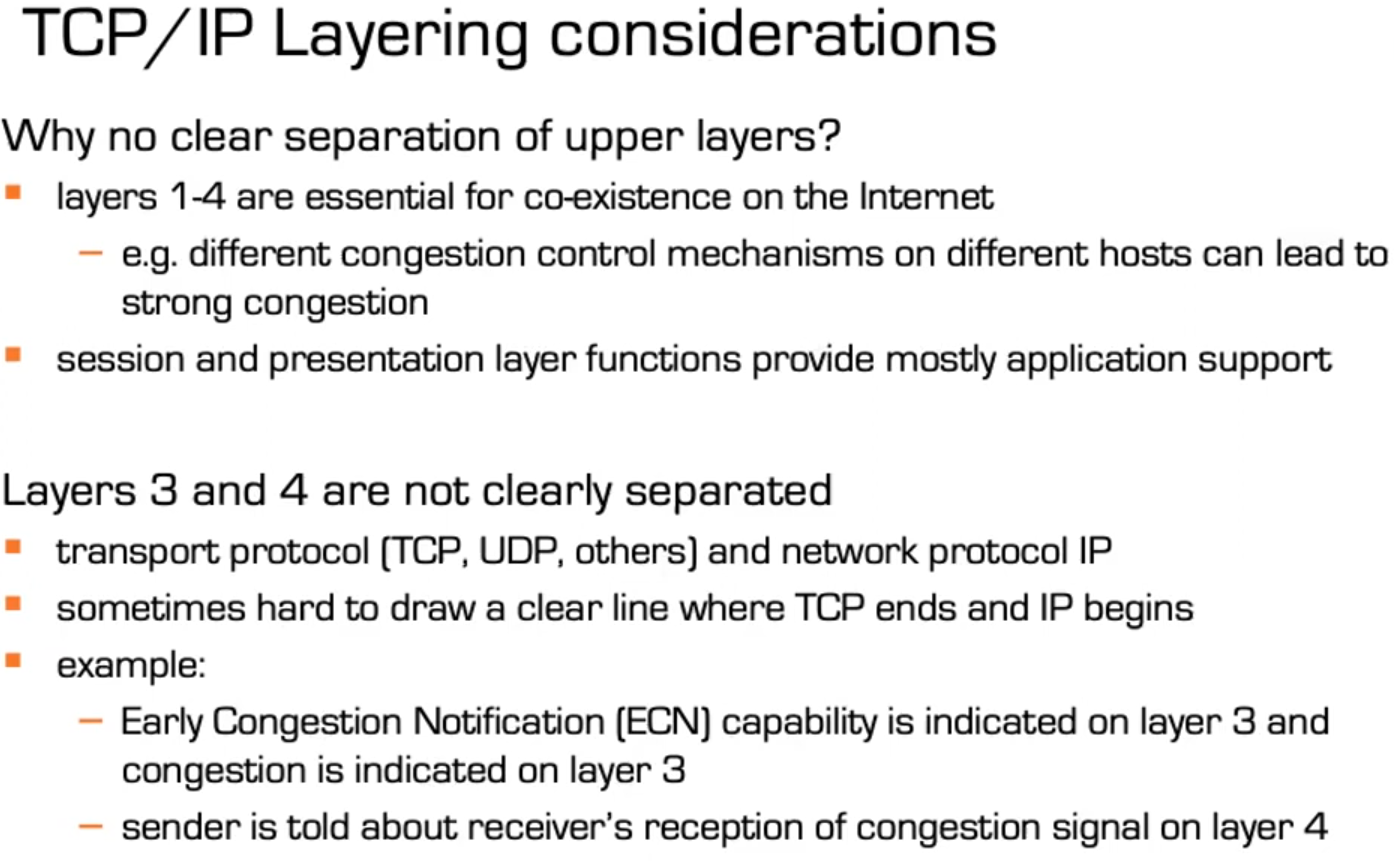 TCP/IP Layering considerations
Why no clear separation of upper layers?
layers 1-4 are essential for co-existence on the Internet
– e.g. different congestion control mechanisms on different hosts can lead to
strong congestion
session and presentation layer functions provide mostly application support
Layers 3 and 4 are not clearly separated
transport protocol (TCP, UDP, others) and network protocol IP
sometimes hard to draw a clear line where TCP ends and IP begins
example:
– Early Congestion Notification (ECN) capability is indicated on layer 3 and
congestion is indicated on layer 3
– sender is told about receiver's reception of congestion signal on layer 4